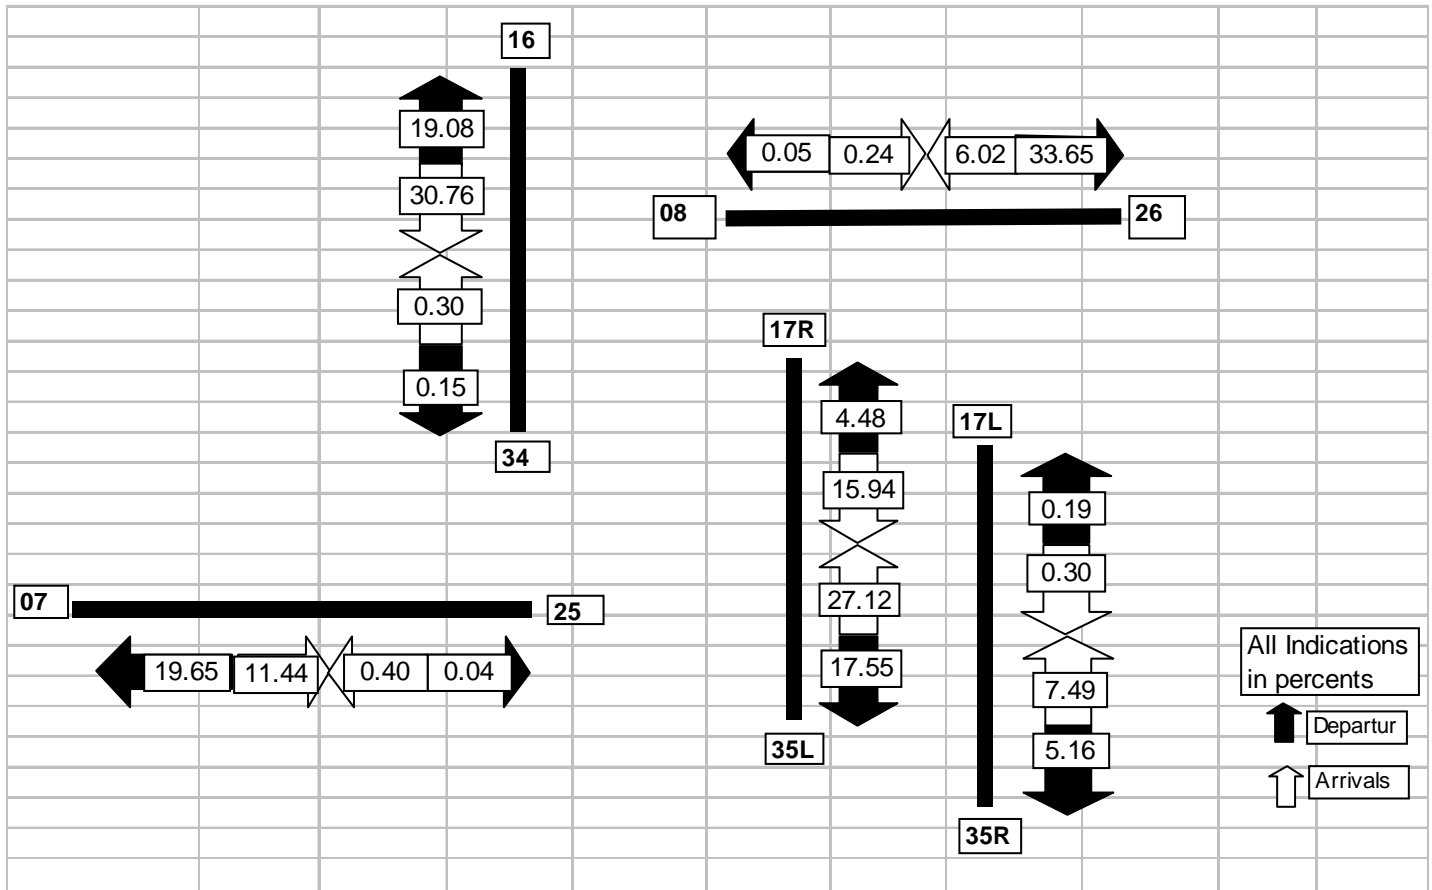 16
19.08
30.76
0.30
0.15
34
0.05 0.24 6.02 33.65
08
26
17R
4.48
15.94
27.12
17.55
35L
17L
0.19
0.30
7.49
5.16
35R
07
25
19.65 11.44 0.40 0.04
All Indications
in percents
Departur
Arrivals